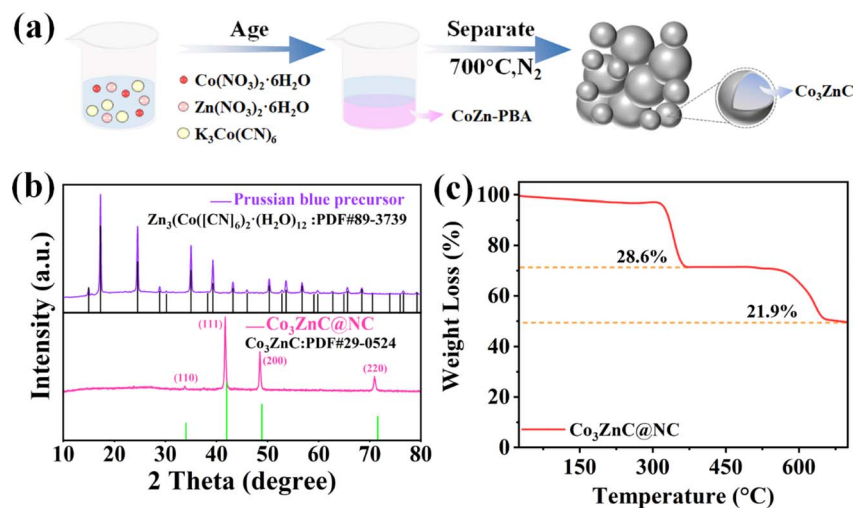 (a)
Age
Separate
700°C,N₂
Co(NO₃)₂·6H₂O
Zn(NO₃)₂·6H₂O
K₃Co(CN)₆
CoZn-PBA
Co₃ZnC
(b)
Intensity (a.u.)
Prussian blue precursor
Zn₃(Co([CN]₆)₂·(H₂O)₁₂ :PDF#89-3739
Co₃ZnC@NC
Co₃ZnC:PDF#29-0524
(111)
(200)
(110)
(220)
10 20 30 40 50 60 70 80
2 Theta (degree)
(c)
Weight Loss (%)
100
80
60
40
20
0
28.6%
21.9%
Co₃ZnC@NC
150 300 450 600
Temperature (°C)